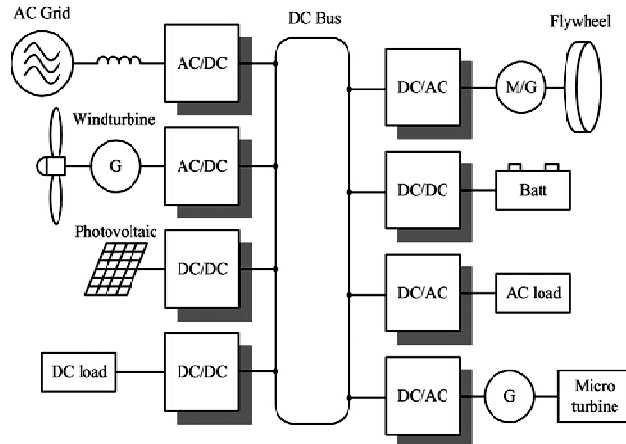 AC Grid
DC Bus
Flywheel
AC/DC
DC/AC
M/G
Windturbine
G
AC/DC
DC/DC
Batt
Photovoltaic
DC/DC
DC/AC
AC load
DC load
DC/DC
DC/AC
G
Micro
turbine